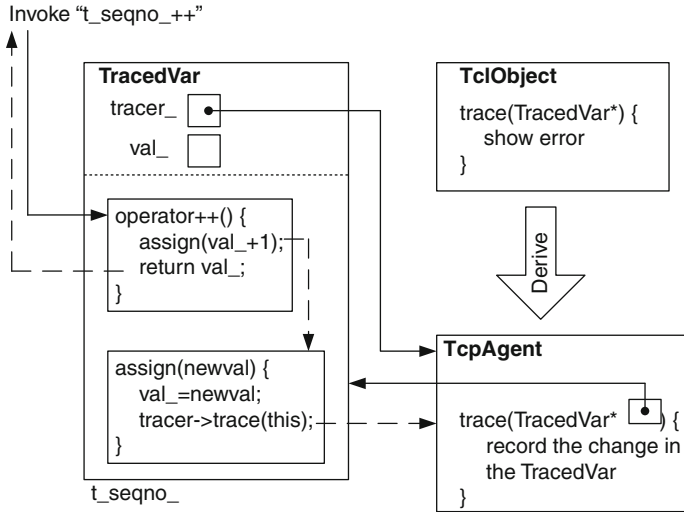 Invoke “t_seqno_++”
TracedVar
tracer_
val_
operator++() {
assign(val_+1);
return val_;
}
assign(newval) {
val_=newval;
tracer->trace(this);
}
t_seqno_
TclObject
trace(TracedVar*) {
show error
}
Derive
TcpAgent
trace(TracedVar* ) {
record the change in
the TracedVar
}